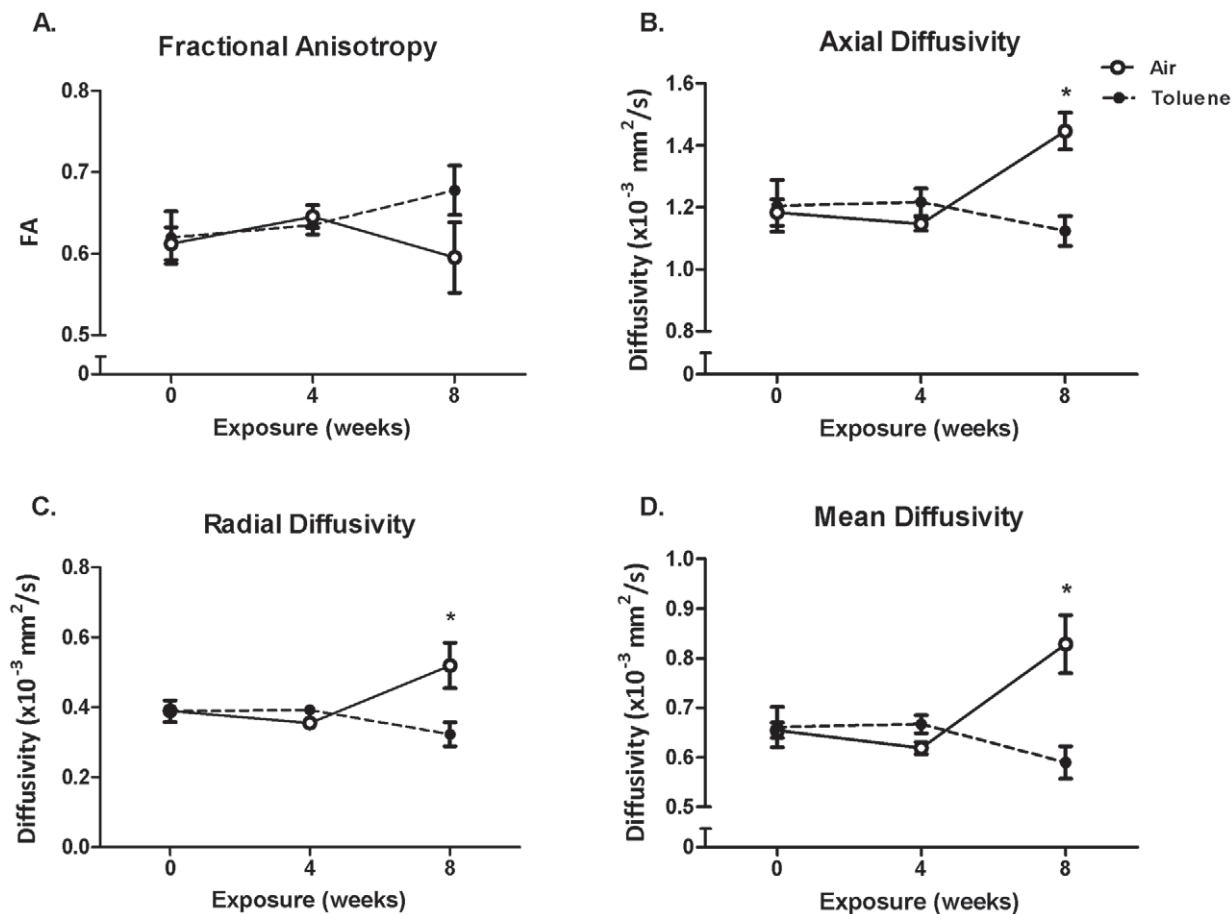 A.
Fractional Anisotropy
0.8
0.7
0.6
0.5
0
FA
0 4 8
Exposure (weeks)
B.
Axial Diffusivity
Air
Toluene
1.6
1.4
1.2
1.0
0.8
0
Diffusivity (x10⁻³ mm²/s)
*
0 4 8
Exposure (weeks)
C.
Radial Diffusivity
0.8
0.6
0.4
0.2
0.0
Diffusivity (x10⁻³ mm²/s)
*
0 4 8
Exposure (weeks)
D.
Mean Diffusivity
1.0
0.9
0.8
0.7
0.6
0.5
0
Diffusivity (x10⁻³ mm²/s)
*
0 4 8
Exposure (weeks)